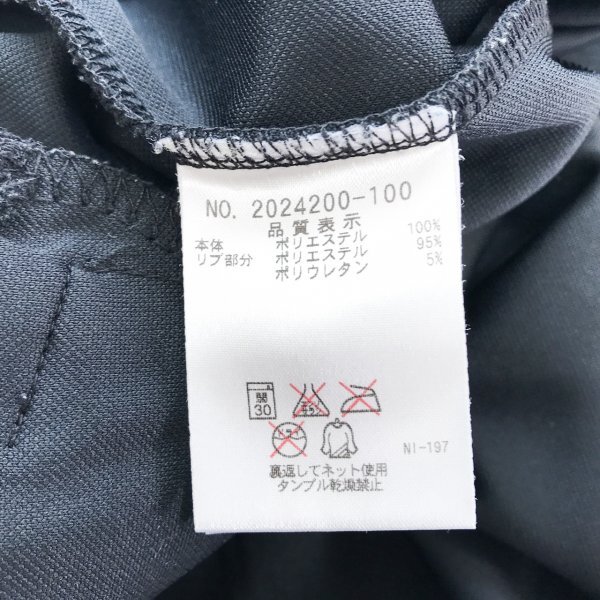 NO. 2024200-100
品質表示
本体 ポリエステル 100%
リブ部分 ポリエステル 95%
ポリウレタン 5%
弱
30
NI-197
裏返してネット使用
タンブル乾燥禁止